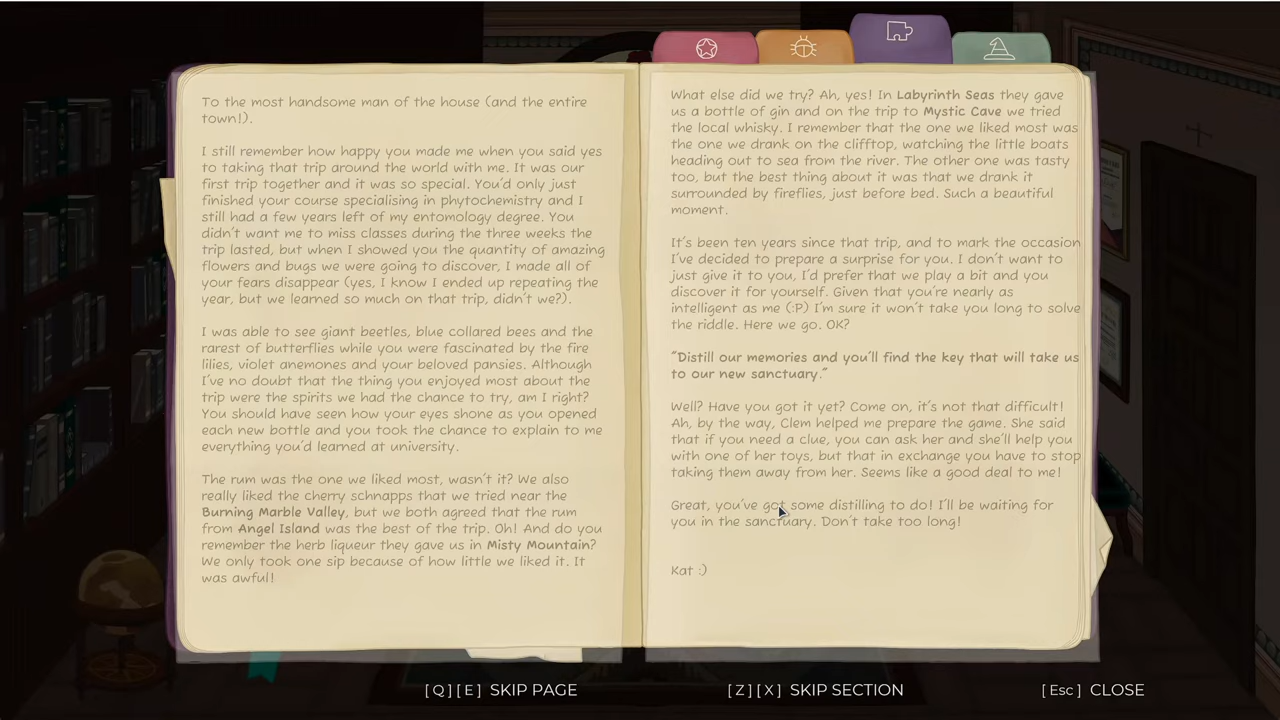 To the most handsome man of the house (and the entire
town!).
I still remember how happy you made me when you said yes
to taking that trip around the world with me. It was our
first trip together and it was so special. You'd only just
finished your course specialising in phytochemistry and I
still had a few years left of my entomology degree. You
didn't want me to miss classes during the three weeks the
trip lasted, but when I showed you the quantity of amazing
flowers and bugs we were going to discover, I made all of
your fears disappear (yes, I know I ended up repeating the
year, but we learned so much on that trip, didn't we?).
I was able to see giant beetles, blue collared bees and the
rarest of butterflies while you were fascinated by the fire
lilies, violet anemones and your beloved pansies. Although
I've no doubt that the thing you enjoyed most about the
trip were the spirits we had the chance to try, am I right?
You should have seen how your eyes shone as you opened
each new bottle and you took the chance to explain to me
everything you'd learned at university.
The rum was the one we liked most, wasn't it? We also
really liked the cherry schnapps that we tried near the
Burning Marble Valley, but we both agreed that the rum
from Angel Island was the best of the trip. Oh! And do you
remember the herb liqueur they gave us in Misty Mountain?
We only took one sip because of how little we liked it. It
was awful!
What else did we try? Ah, yes! In Labyrinth Seas they gave
us a bottle of gin and on the trip to Mystic Cave we tried
the local whisky. I remember that the one we liked most was
the one we drank on the clifftop, watching the little boats
heading out to sea from the river. The other one was tasty
too, but the best thing about it was that we drank it
surrounded by fireflies, just before bed. Such a beautiful
moment.
It's been ten years since that trip, and to mark the occasion
I've decided to prepare a surprise for you. I don't want to
just give it to you, I'd prefer that we play a bit and you
discover it for yourself. Given that you're nearly as
intelligent as me (:P) I'm sure it won't take you long to solve
the riddle. Here we go. OK?
"Distill our memories and you'll find the key that will take us
to our new sanctuary."
Well? Have you got it yet? Come on, it's not that difficult!
Ah, by the way, Clem helped me prepare the game. She said
that if you need a clue, you can ask her and she'll help you
with one of her toys, but that in exchange you have to stop
taking them away from her. Seems like a good deal to me!
Great, you've got some distilling to do! I'll be waiting for
you in the sanctuary. Don't take too long!
Kat :)
[Q][E] SKIP PAGE
[Z][X] SKIP SECTION
[Esc] CLOSE